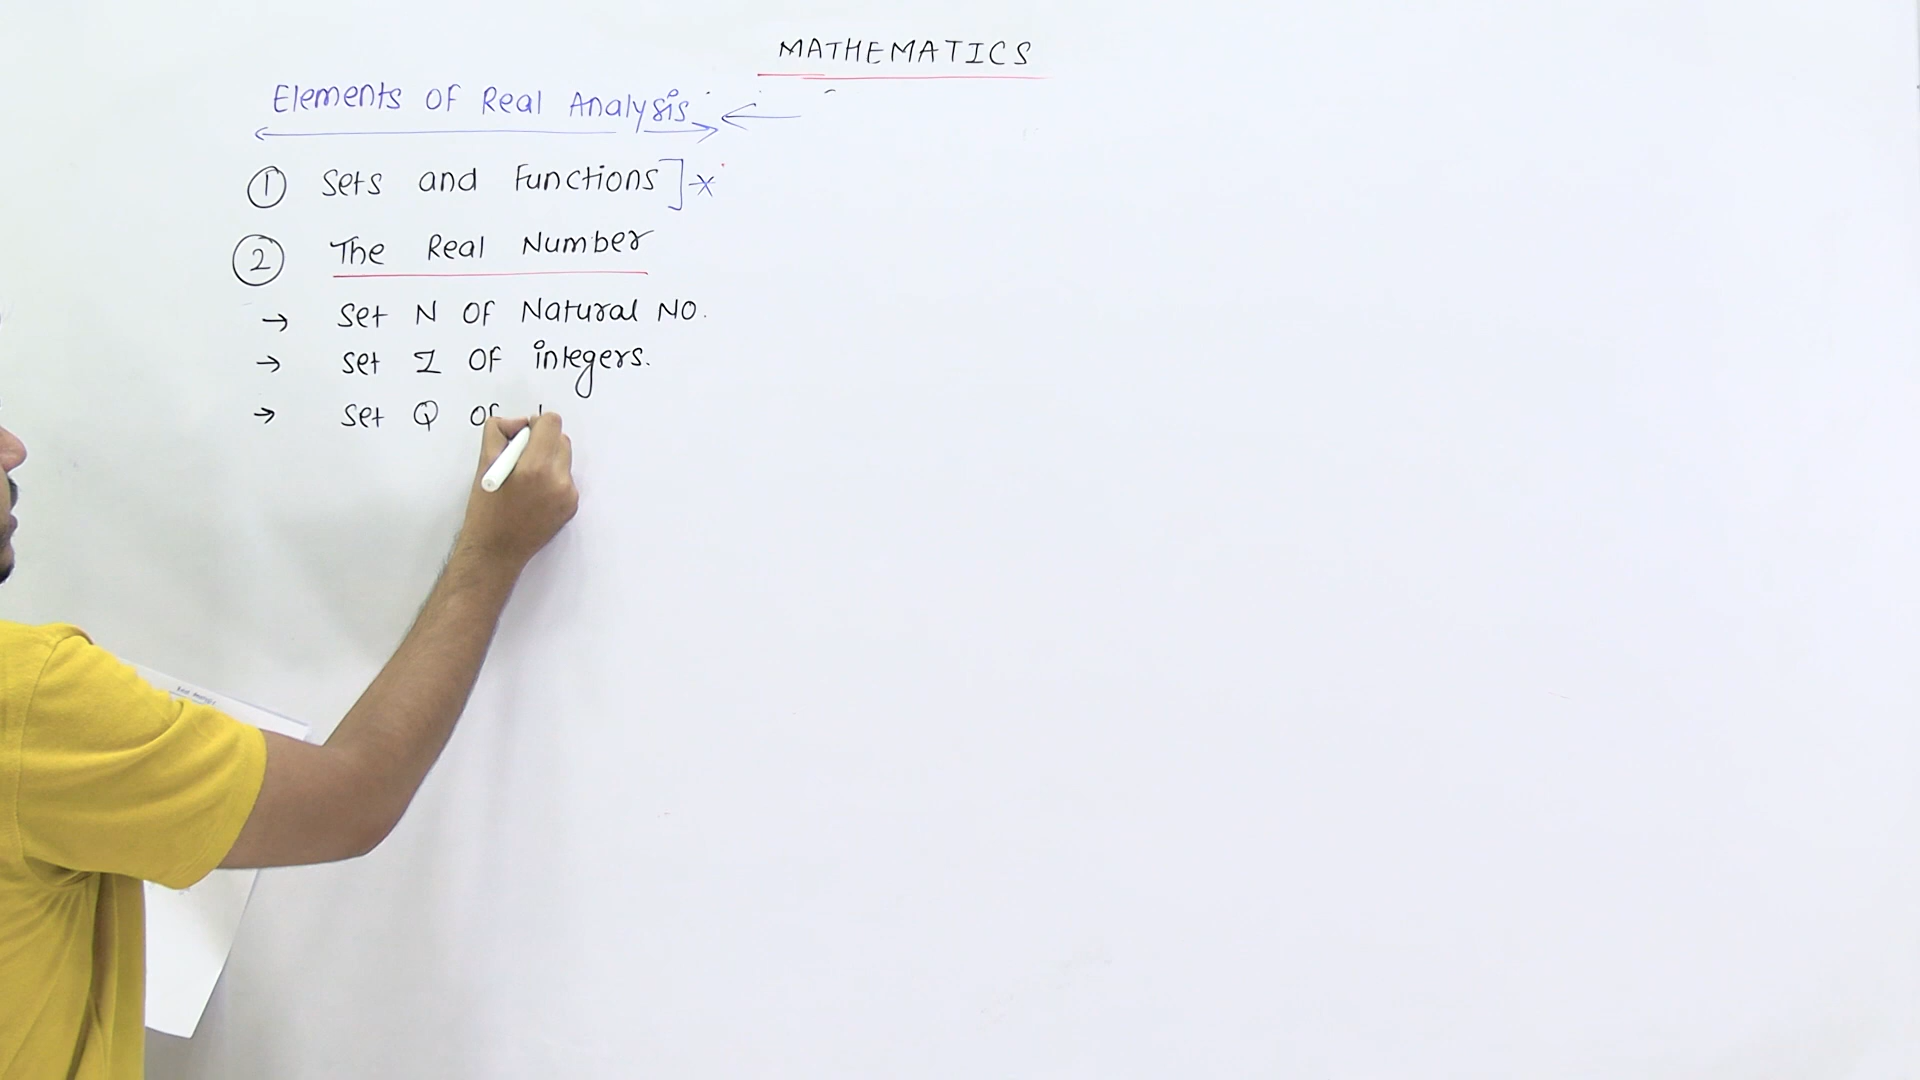 MATHEMATICS
Elements OF Real Analysis
① Sets and Functions ]-x
② The Real Number
→ Set N OF Natural NO.
→ Set I OF integers.
→ Set Q OF